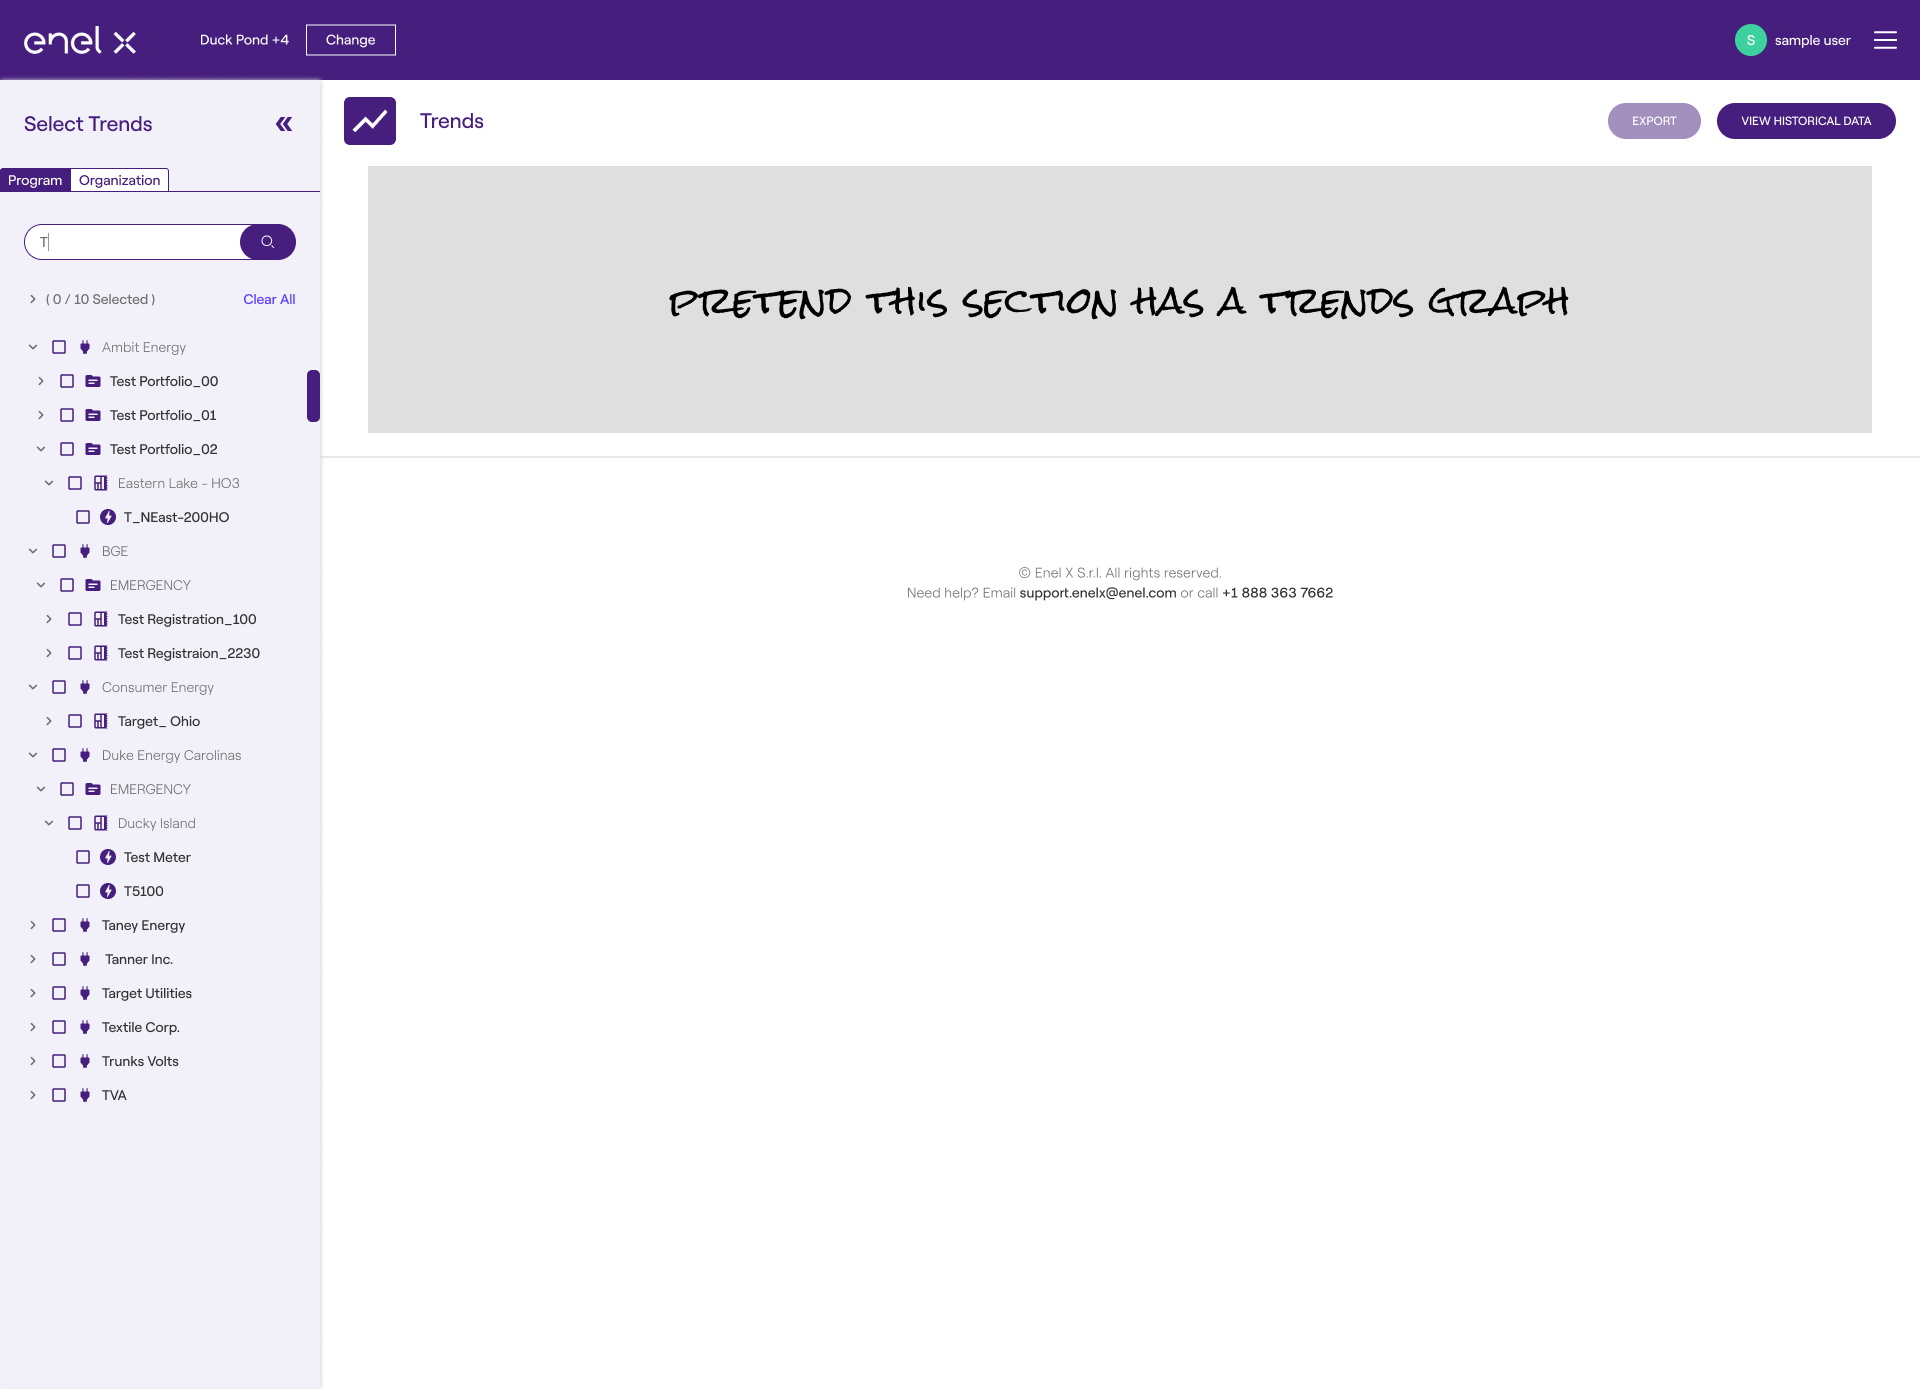 enel x
Duck Pond +4
Change
S
sample user
Select Trends
Program
Organization
T
( 0 / 10 Selected )
Clear All
Ambit Energy
Test Portfolio_00
Test Portfolio_01
Test Portfolio_02
Eastern Lake - HO3
T_NEast-200HO
BGE
EMERGENCY
Test Registration_100
Test Registraion_2230
Consumer Energy
Target_ Ohio
Duke Energy Carolinas
EMERGENCY
Ducky Island
Test Meter
T5100
Taney Energy
Tanner Inc.
Target Utilities
Textile Corp.
Trunks Volts
TVA
Trends
EXPORT
VIEW HISTORICAL DATA
PRETEND THIS SECTION HAS A TRENDS GRAPH
© Enel X S.r.l. All rights reserved.
Need help? Email support.enelx@enel.com or call +1 888 363 7662